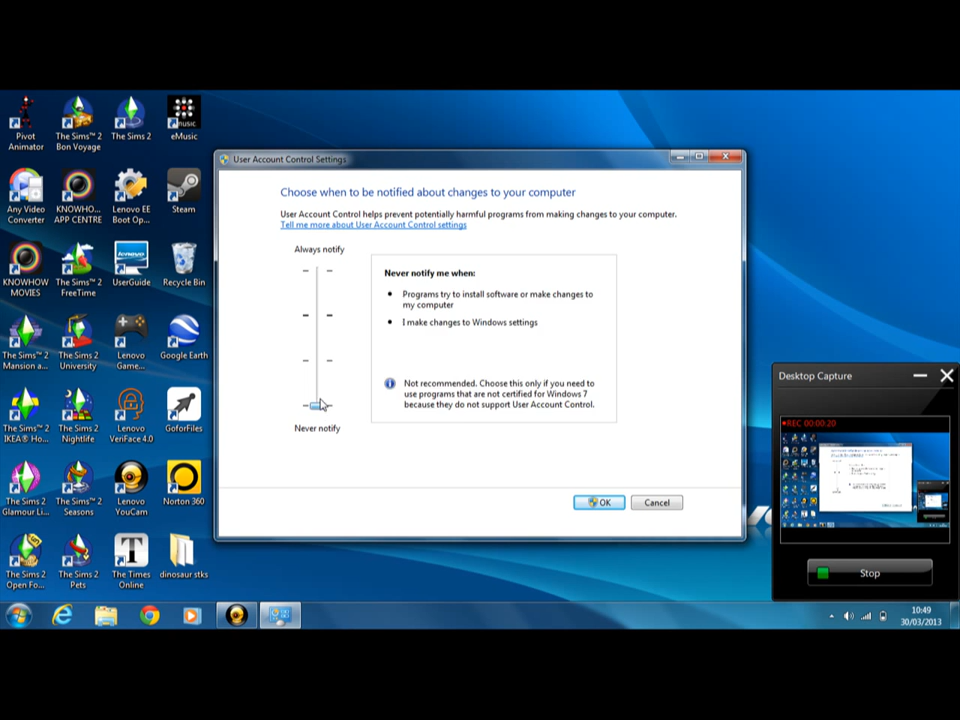 Pivot
Animator
The Sims™ 2
Bon Voyage
The Sims 2
music
eMusic
Any Video
Converter
KNOWHO...
APP CENTRE
Lenovo EE
Boot Op...
Steam
KNOWHOW
MOVIES
The Sims™ 2
FreeTime
lenovo
UserGuide
Recycle Bin
The Sims™ 2
Mansion a...
The Sims 2
University
Lenovo
Game...
Google Earth
The Sims™ 2
IKEA® Ho...
The Sims 2
Nightlife
Lenovo
VeriFace 4.0
GoforFiles
The Sims 2
Glamour Li...
The Sims™ 2
Seasons
Lenovo
YouCam
Norton 360
The Sims 2
Open Fo...
The Sims 2
Pets
T
The Times
Online
dinosaur stks
User Account Control Settings
Choose when to be notified about changes to your computer
User Account Control helps prevent potentially harmful programs from making changes to your computer.
Tell me more about User Account Control settings
Always notify
Never notify me when:
• Programs try to install software or make changes to
my computer
• I make changes to Windows settings
Not recommended. Choose this only if you need to
use programs that are not certified for Windows 7
because they do not support User Account Control.
Never notify
OK
Cancel
Desktop Capture
REC 00:00:20
Stop
10:49
30/03/2013